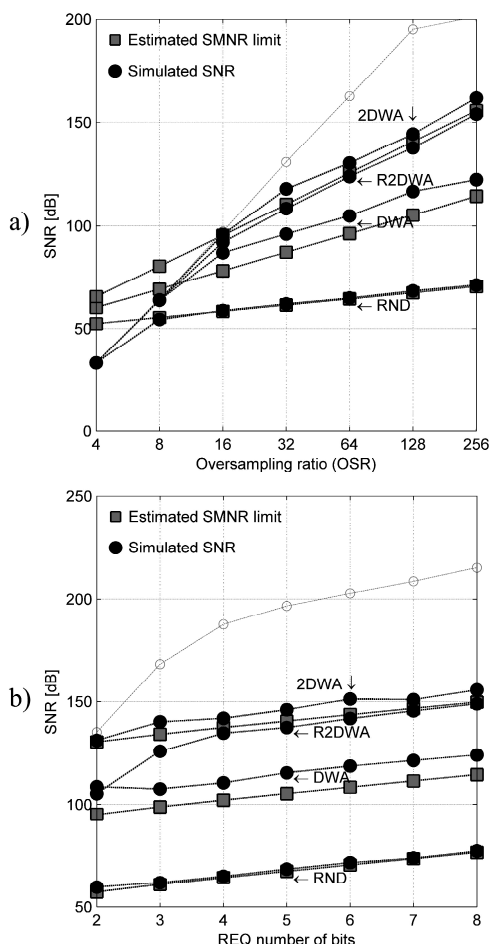 a)
200
150
100
50
0
SNR [dB]
Estimated SMNR limit
Simulated SNR
2DWA ↓
← R2DWA
← DWA
← RND
4 8 16 32 64 128 256
Oversampling ratio (OSR)
b)
250
200
150
100
50
SNR [dB]
Estimated SMNR limit
Simulated SNR
2DWA ↓
← R2DWA
← DWA
← RND
2 3 4 5 6 7 8
REQ number of bits